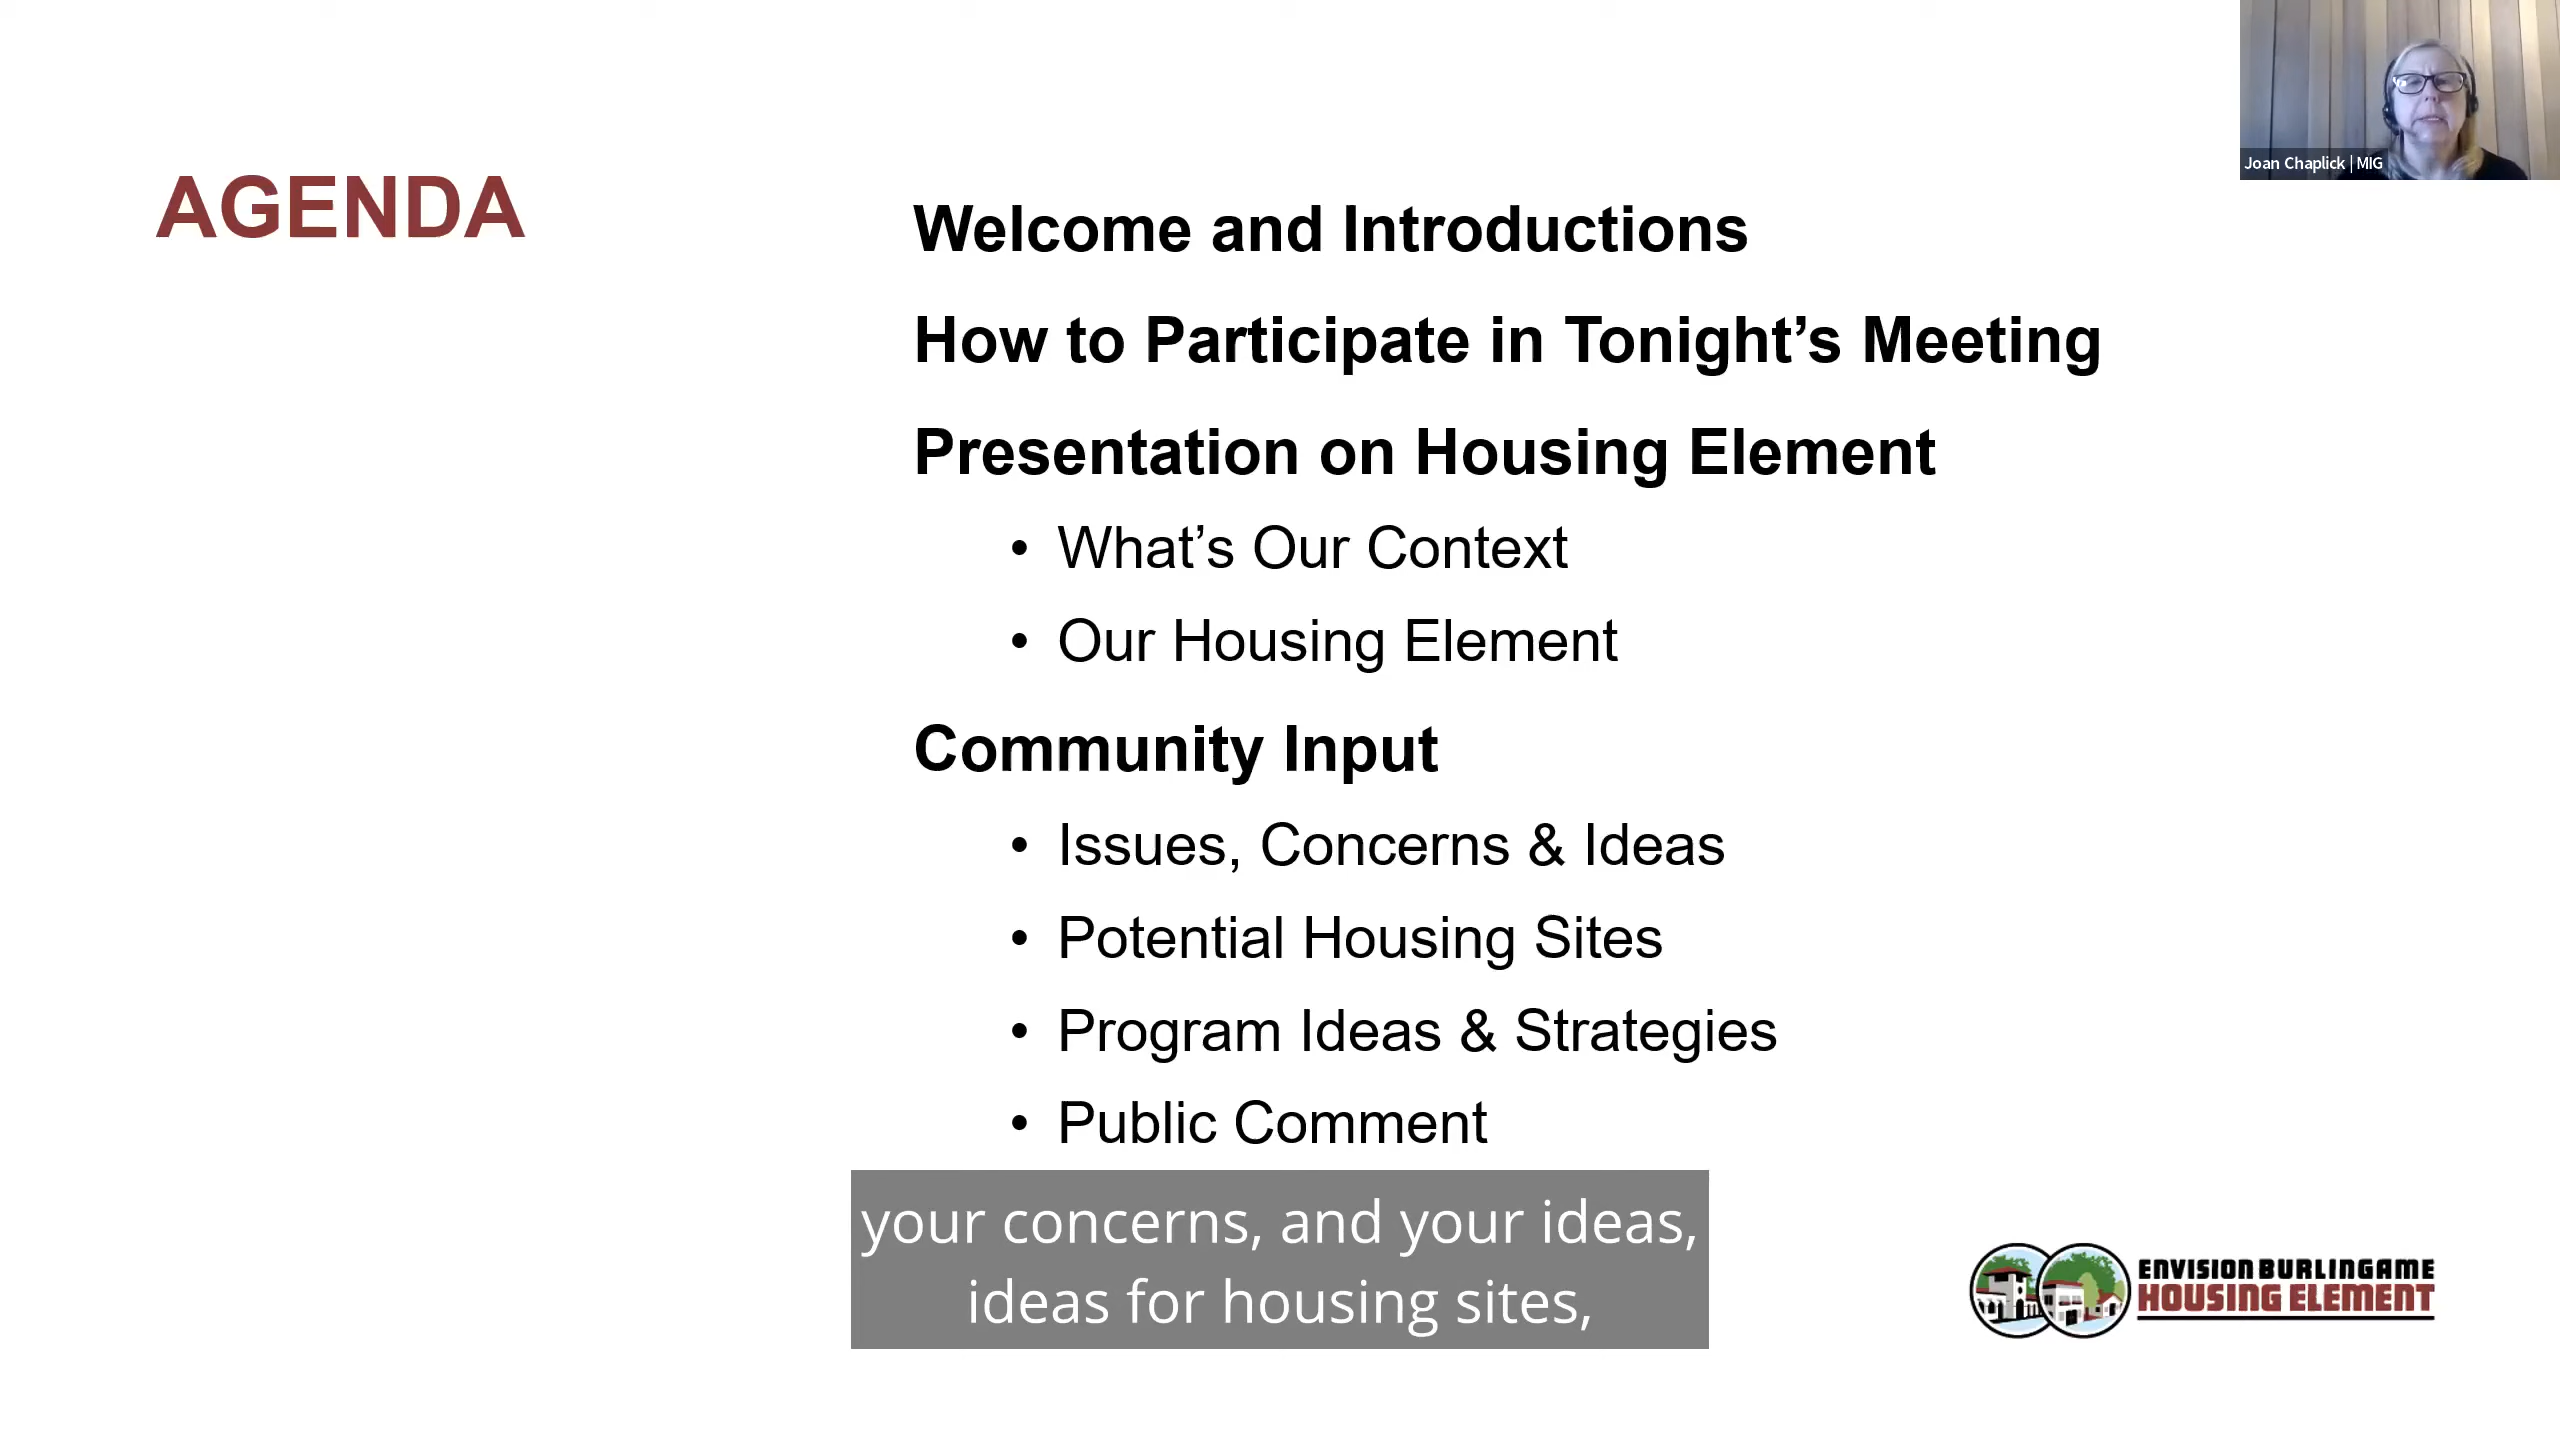 Joan Chaplick | MIG
AGENDA
Welcome and Introductions
How to Participate in Tonight’s Meeting
Presentation on Housing Element
• What’s Our Context
• Our Housing Element
Community Input
• Issues, Concerns & Ideas
• Potential Housing Sites
• Program Ideas & Strategies
• Public Comment
your concerns, and your ideas,
ideas for housing sites,
ENVISION BURLINGAME
HOUSING ELEMENT